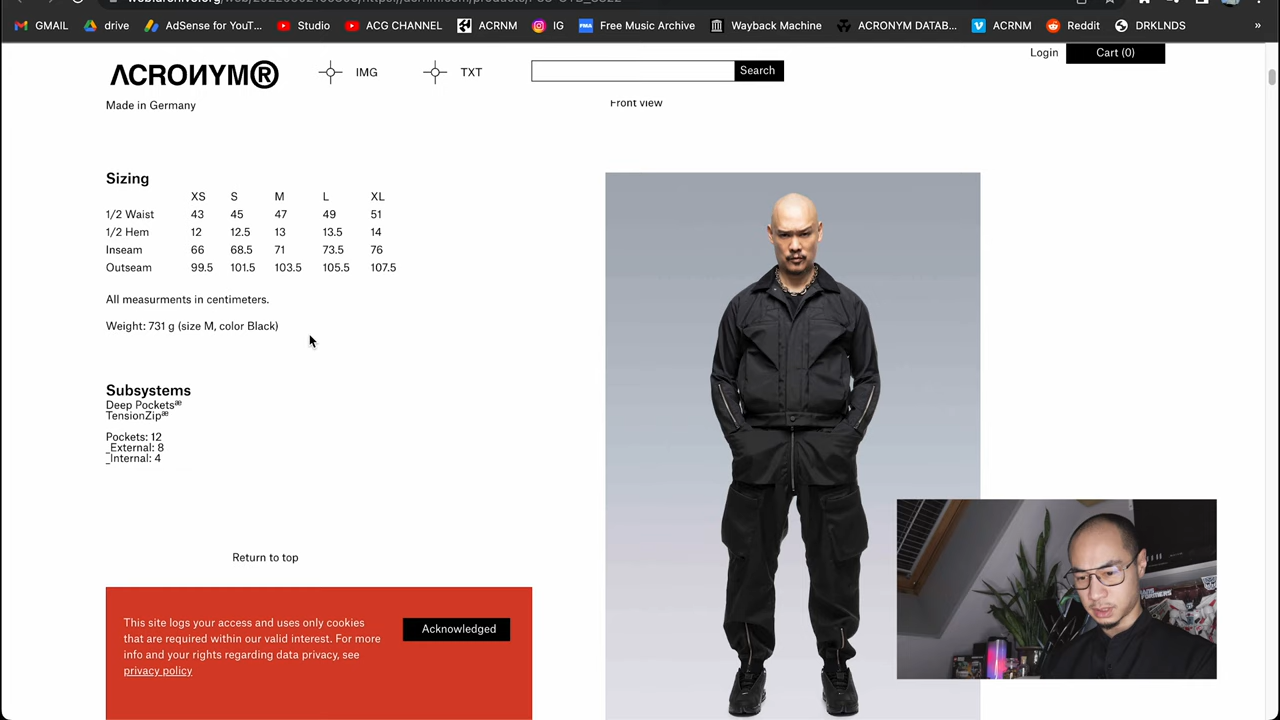 GMAIL drive AdSense for YouT... Studio ACG CHANNEL ACRNM IG Free Music Archive Wayback Machine ACRONYM DATAB... ACRNM Reddit DRKLNDS »
ACRONYM® IMG TXT Search Login Cart (0)
Made in Germany
Front view
Sizing
XS S M L XL
1/2 Waist 43 45 47 49 51
1/2 Hem 12 12.5 13 13.5 14
Inseam 66 68.5 71 73.5 76
Outseam 99.5 101.5 103.5 105.5 107.5
All measurments in centimeters.
Weight: 731 g (size M, color Black)
Subsystems
Deep Pocketsæ
TensionZipæ
Pockets: 12
_External: 8
_Internal: 4
Return to top
This site logs your access and uses only cookies
that are required within our valid interest. For more
info and your rights regarding data privacy, see
privacy policy
Acknowledged